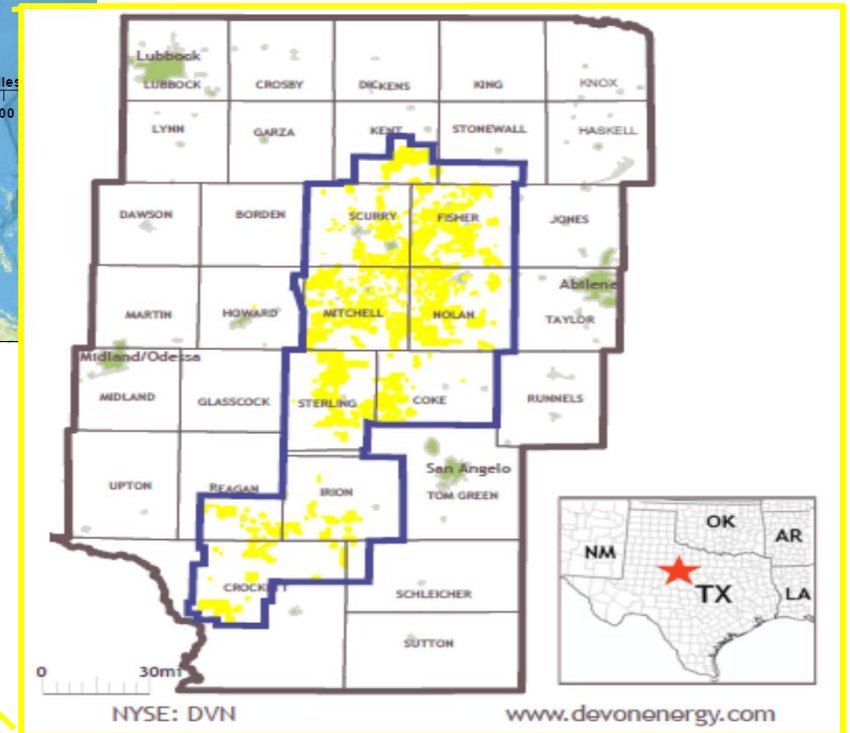 Lubbock
LUBBOCK CROSBY DICKENS KING KNOX
les
00
LYNN GARZA KENT STONEWALL HASKELL
DAWSON BORDEN SCURRY FISHER JONES
Abilene
MARTIN HOWARD MITCHELL NOLAN TAYLOR
Midland/Odessa
MIDLAND GLASSCOCK STERLING COKE RUNNELS
San Angelo
UPTON REAGAN IRION TOM GREEN
OK
AR
NM
TX
LA
CROCKETT SCHLEICHER
SUTTON
0 30mi
NYSE: DVN www.devonenergy.com